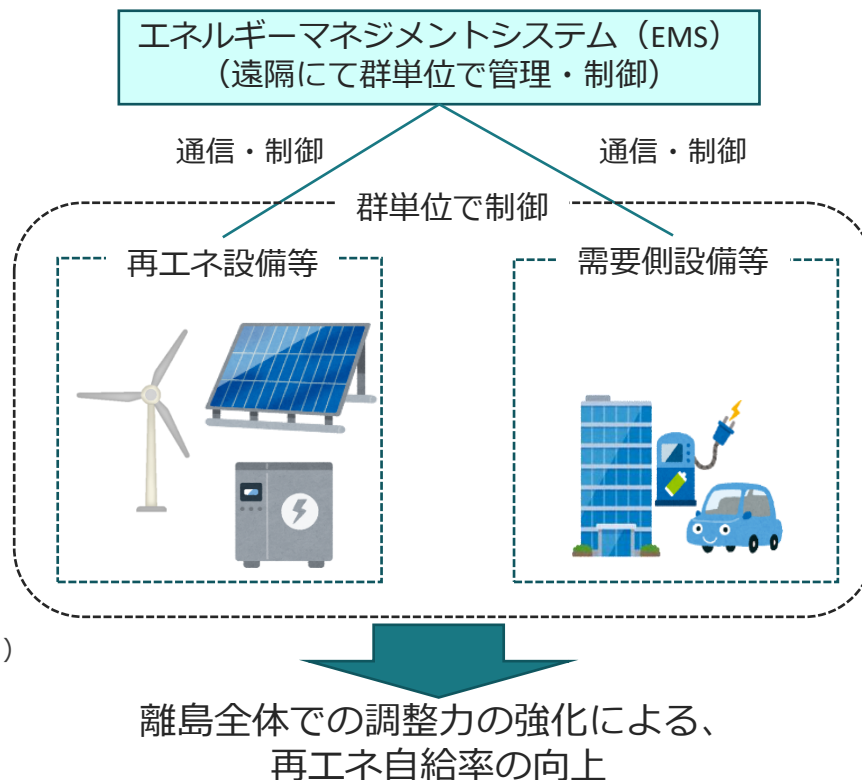 エネルギーマネジメントシステム（EMS）
（遠隔にて群単位で管理・制御）
通信・制御
通信・制御
群単位で制御
再エネ設備等
需要側設備等
）
離島全体での調整力の強化による、
再エネ自給率の向上